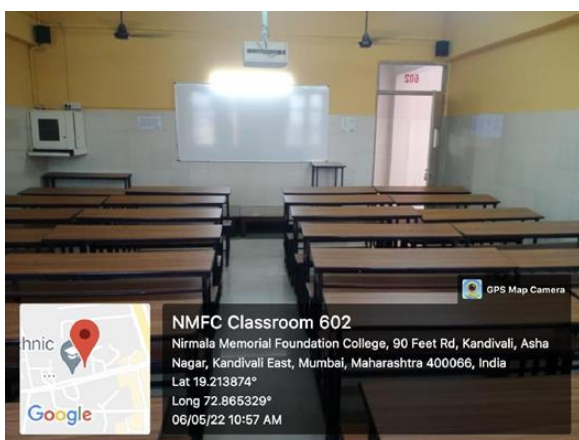 602
GPS Map Camera
hnic
...
Google
NMFC Classroom 602
Nirmala Memorial Foundation College, 90 Feet Rd, Kandivali, Asha
Nagar, Kandivali East, Mumbai, Maharashtra 400066, India
Lat 19.213874°
Long 72.865329°
06/05/22 10:57 AM